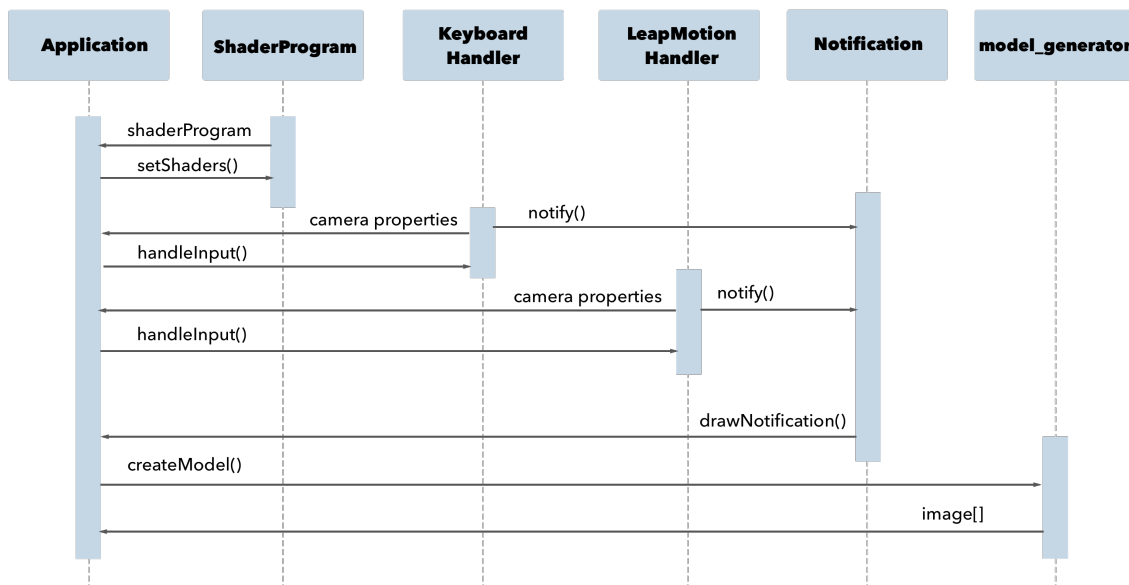 Application
ShaderProgram
Keyboard
Handler
LeapMotion
Handler
Notification
model_generator
shaderProgram
setShaders()
camera properties
notify()
handleInput()
camera properties
notify()
handleInput()
drawNotification()
createModel()
image[]